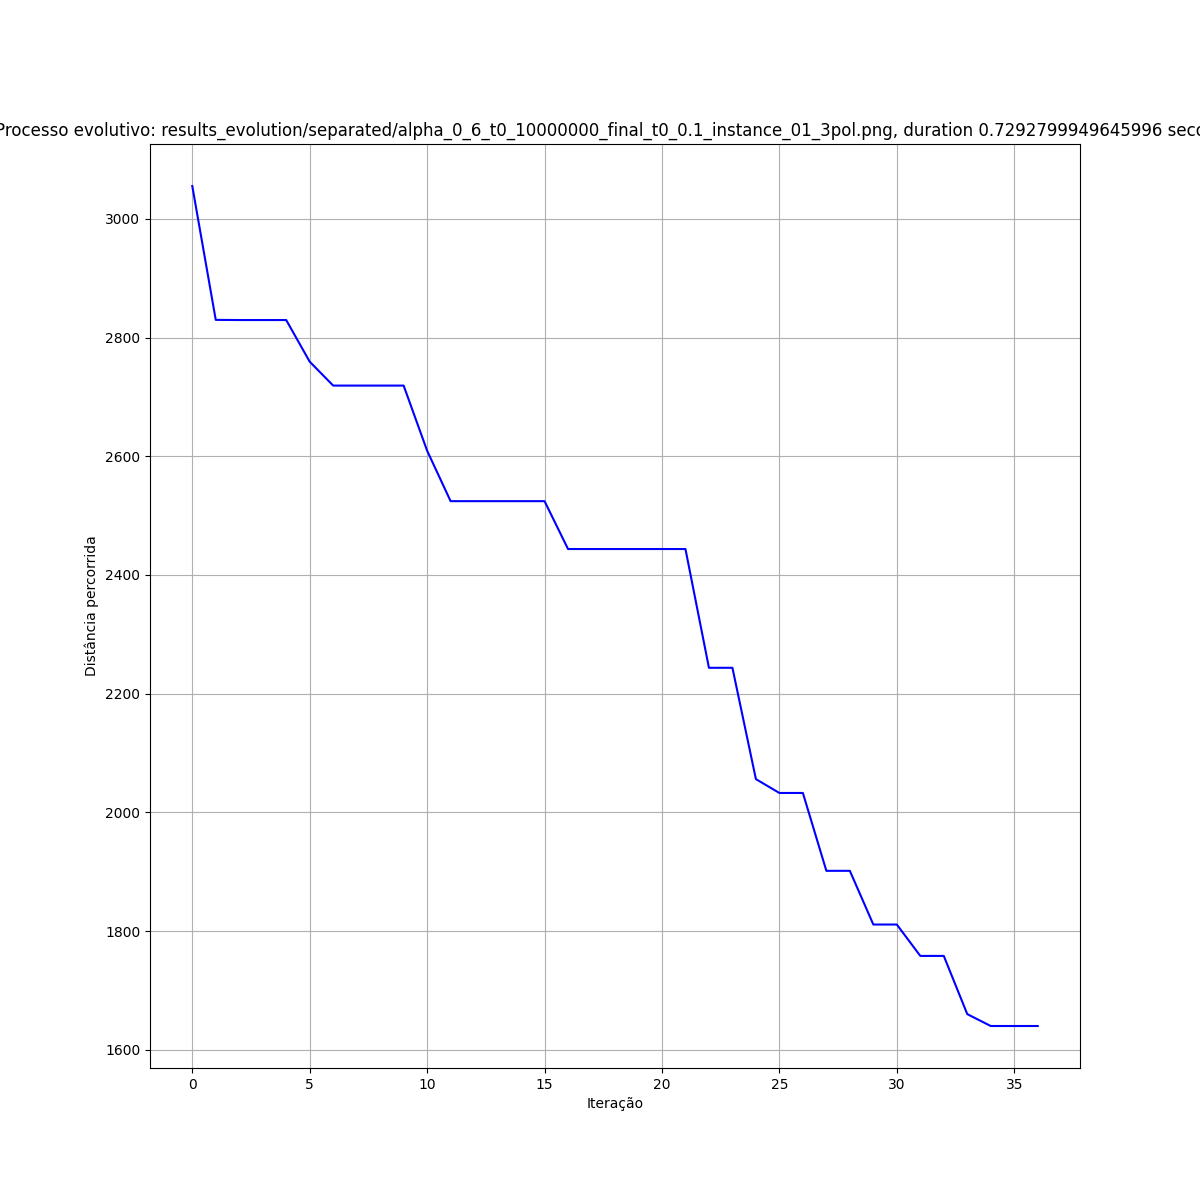 Processo evolutivo: results_evolution/separated/alpha_0_6_t0_10000000_final_t0_0.1_instance_01_3pol.png, duration 0.7292799949645996 seco
3000
2800
2600
2400
2200
2000
1800
1600
Distância percorrida
0 5 10 15 20 25 30 35
Iteração